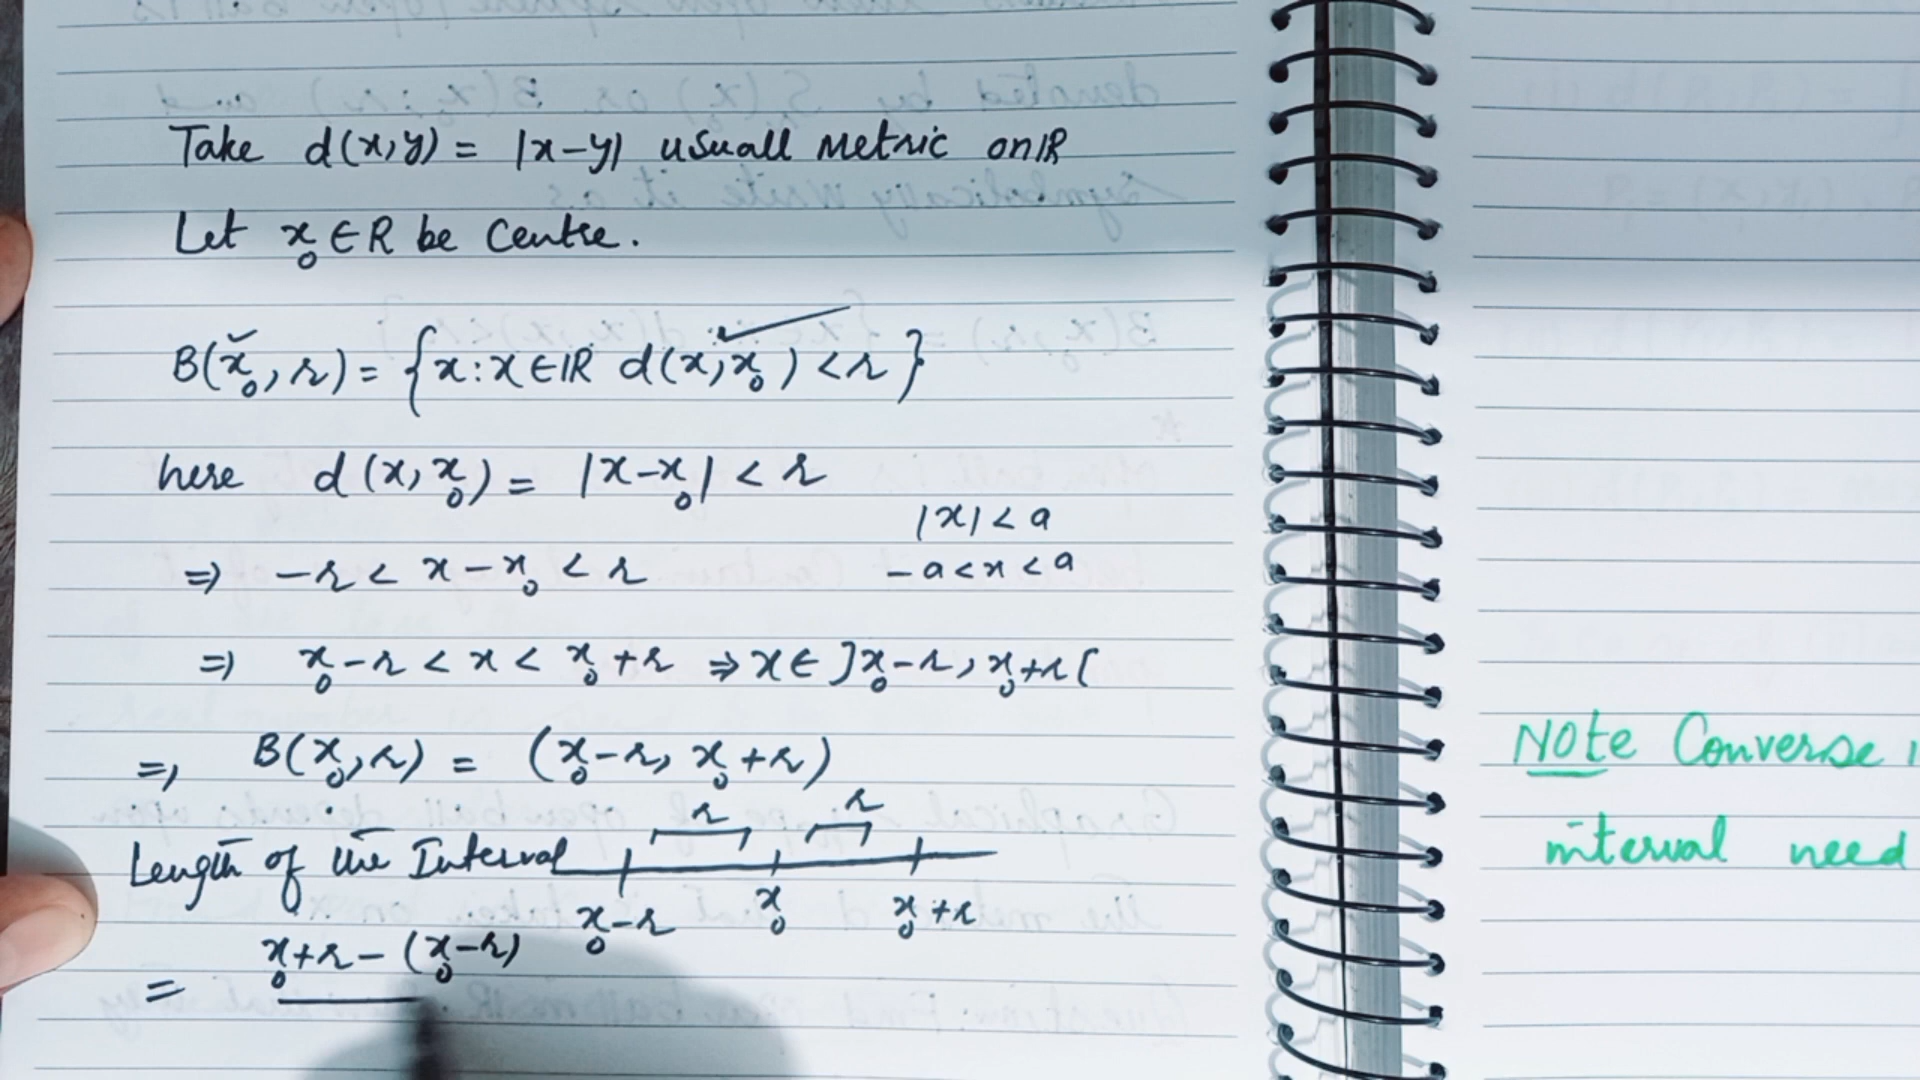 Take d(x,y) = |x-y| usuall Metric on ℝ
Let x₀ ∈ R be Centre.
B(x₀, r) = {x : x ∈ ℝ d(x, x₀) < r}
here d(x, x₀) = |x-x₀| < r
|x| < a
⇒ -r < x-x₀ < r
-a < x < a
⇒ x₀-r < x < x₀+r ⇒ x ∈ ]x₀-r, x₀+r[
⇒ B(x₀, r) = (x₀-r, x₀+r)
r r
Length of the Interval
x₀-r x₀ x₀+r
= x₀+r-(x₀-r)
NOte Converse
interval need